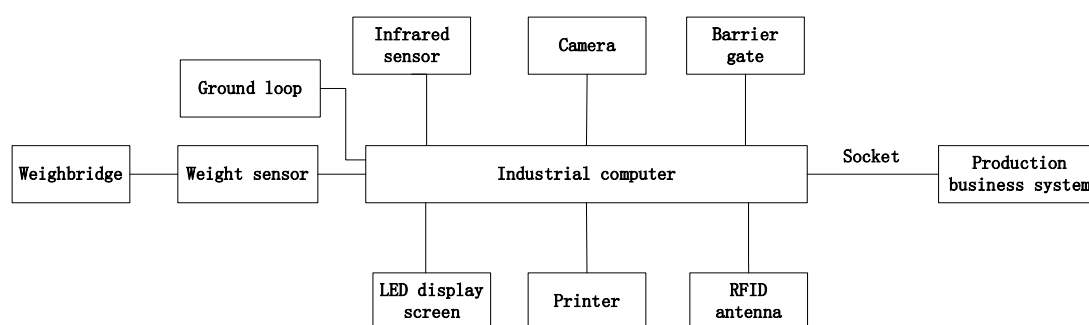 Infrared
sensor
Camera
Barrier
gate
Ground loop
Weighbridge
Weight sensor
Industrial computer
Socket
Production
business system
LED display
screen
Printer
RFID
antenna